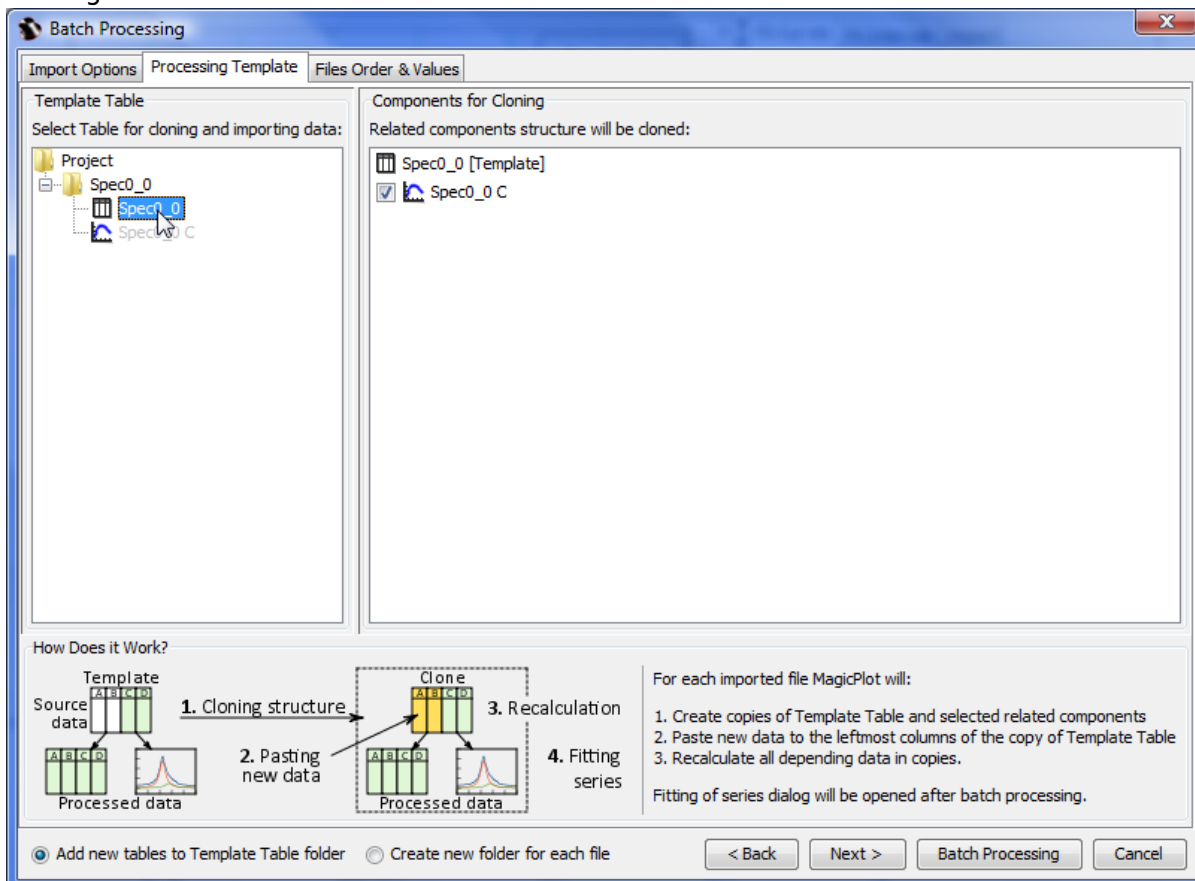 Batch Processing
Import Options Processing Template Files Order & Values
Template Table
Select Table for cloning and importing data:
Project
Spec0_0
Spec0_0
Spec0_0 C
Components for Cloning
Related components structure will be cloned:
Spec0_0 [Template]
Spec0_0 C
How Does it Work?
Template
Source data
A B C D
A B C D
Processed data
1. Cloning structure
2. Pasting new data
Clone
A B C D
A B C D
Processed data
3. Recalculation
4. Fitting series
For each imported file MagicPlot will:
1. Create copies of Template Table and selected related components
2. Paste new data to the leftmost columns of the copy of Template Table
3. Recalculate all depending data in copies.
Fitting of series dialog will be opened after batch processing.
Add new tables to Template Table folder Create new folder for each file < Back Next > Batch Processing Cancel